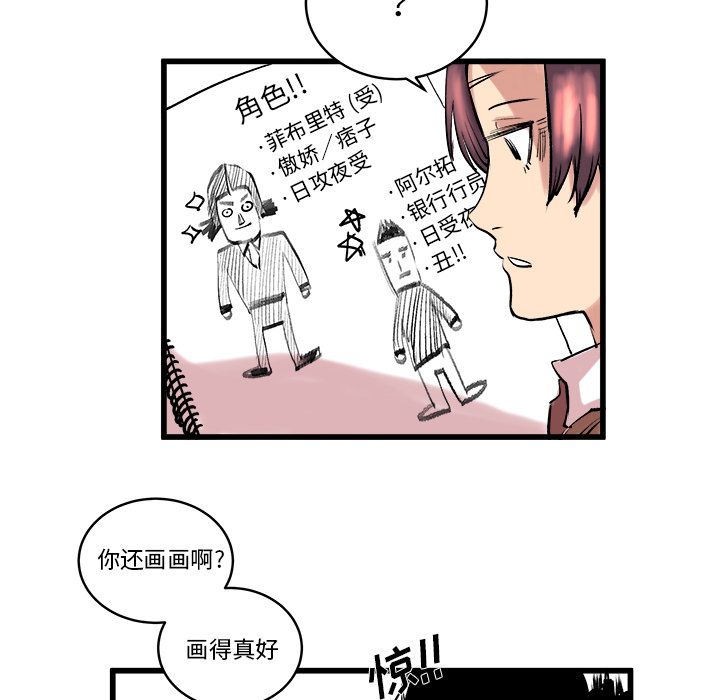 ?
角色!!
·菲布里特(受)
·傲娇／痞子
·日攻夜受
·阿尔拓
·银行行员
·日受夜
·丑!!
你还画画啊?
画得真好
惊!!